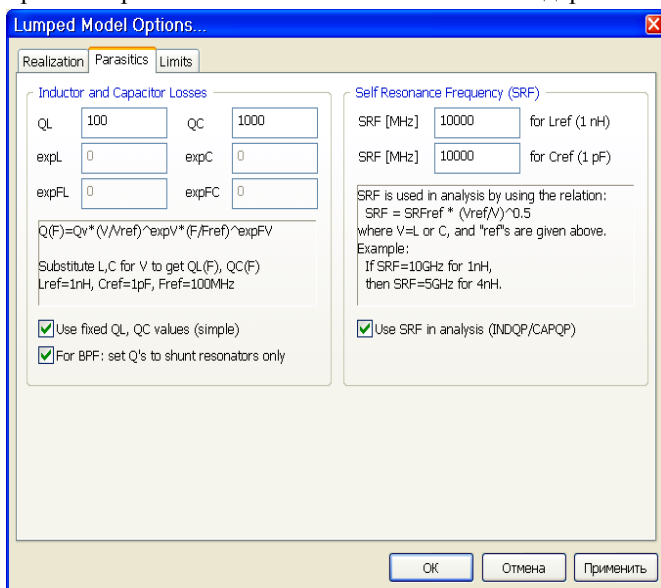 Lumped Model Options...
Realization Parasitics Limits
Inductor and Capacitor Losses
QL 100 QC 1000
expL 0 expC 0
expFL 0 expFC 0
Q(F)=Qv*(V/Vref)^expV*(F/Fref)^expFV
Substitute L,C for V to get QL(F), QC(F)
Lref=1nH, Cref=1pF, Fref=100MHz
Use fixed QL, QC values (simple)
For BPF: set Q's to shunt resonators only
Self Resonance Frequency (SRF)
SRF [MHz] 10000 for Lref (1 nH)
SRF [MHz] 10000 for Cref (1 pF)
SRF is used in analysis by using the relation:
SRF = SRFref * (Vref/V)^0.5
where V=L or C, and "ref"s are given above.
Example:
If SRF=10GHz for 1nH,
then SRF=5GHz for 4nH.
Use SRF in analysis (INDQP/CAPQP)
OK Отмена Применить